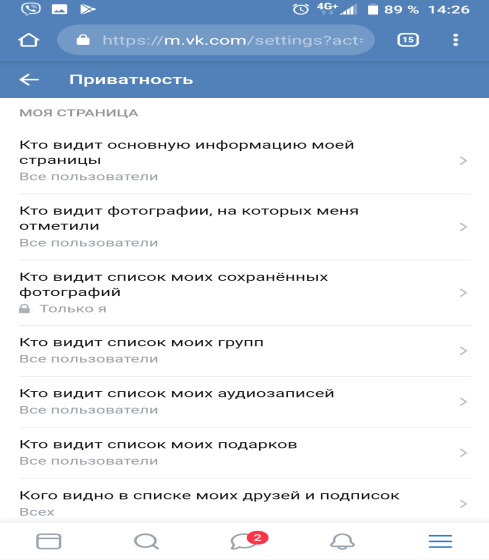 4G+ 89 % 14:26
https://m.vk.com/settings?act= 15
Приватность
МОЯ СТРАНИЦА
Кто видит основную информацию моей
страницы
Все пользователи
Кто видит фотографии, на которых меня
отметили
Все пользователи
Кто видит список моих сохранённых
фотографий
Только я
Кто видит список моих групп
Все пользователи
Кто видит список моих аудиозаписей
Все пользователи
Кто видит список моих подарков
Все пользователи
Кого видно в списке моих друзей и подписок
Всех
2